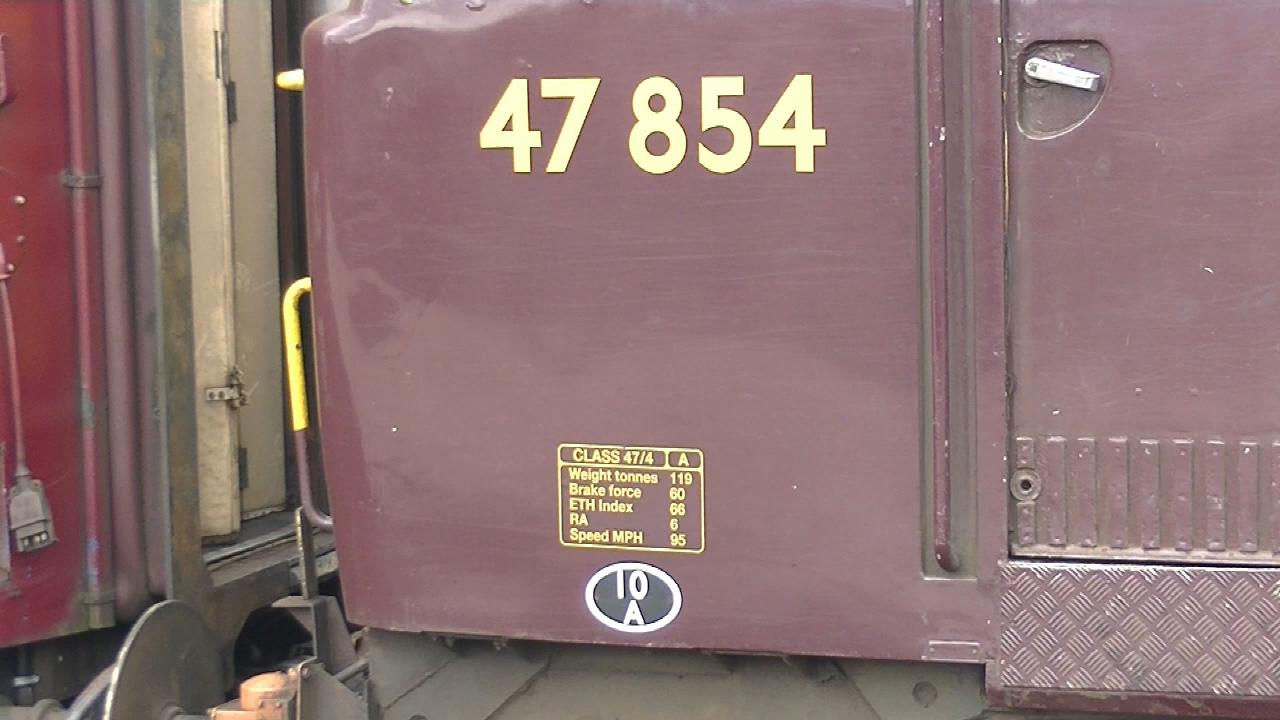 47 854
CLASS 47/4 A
Weight tonnes 119
Brake force 60
ETH Index 66
RA 6
Speed MPH 95
10
A